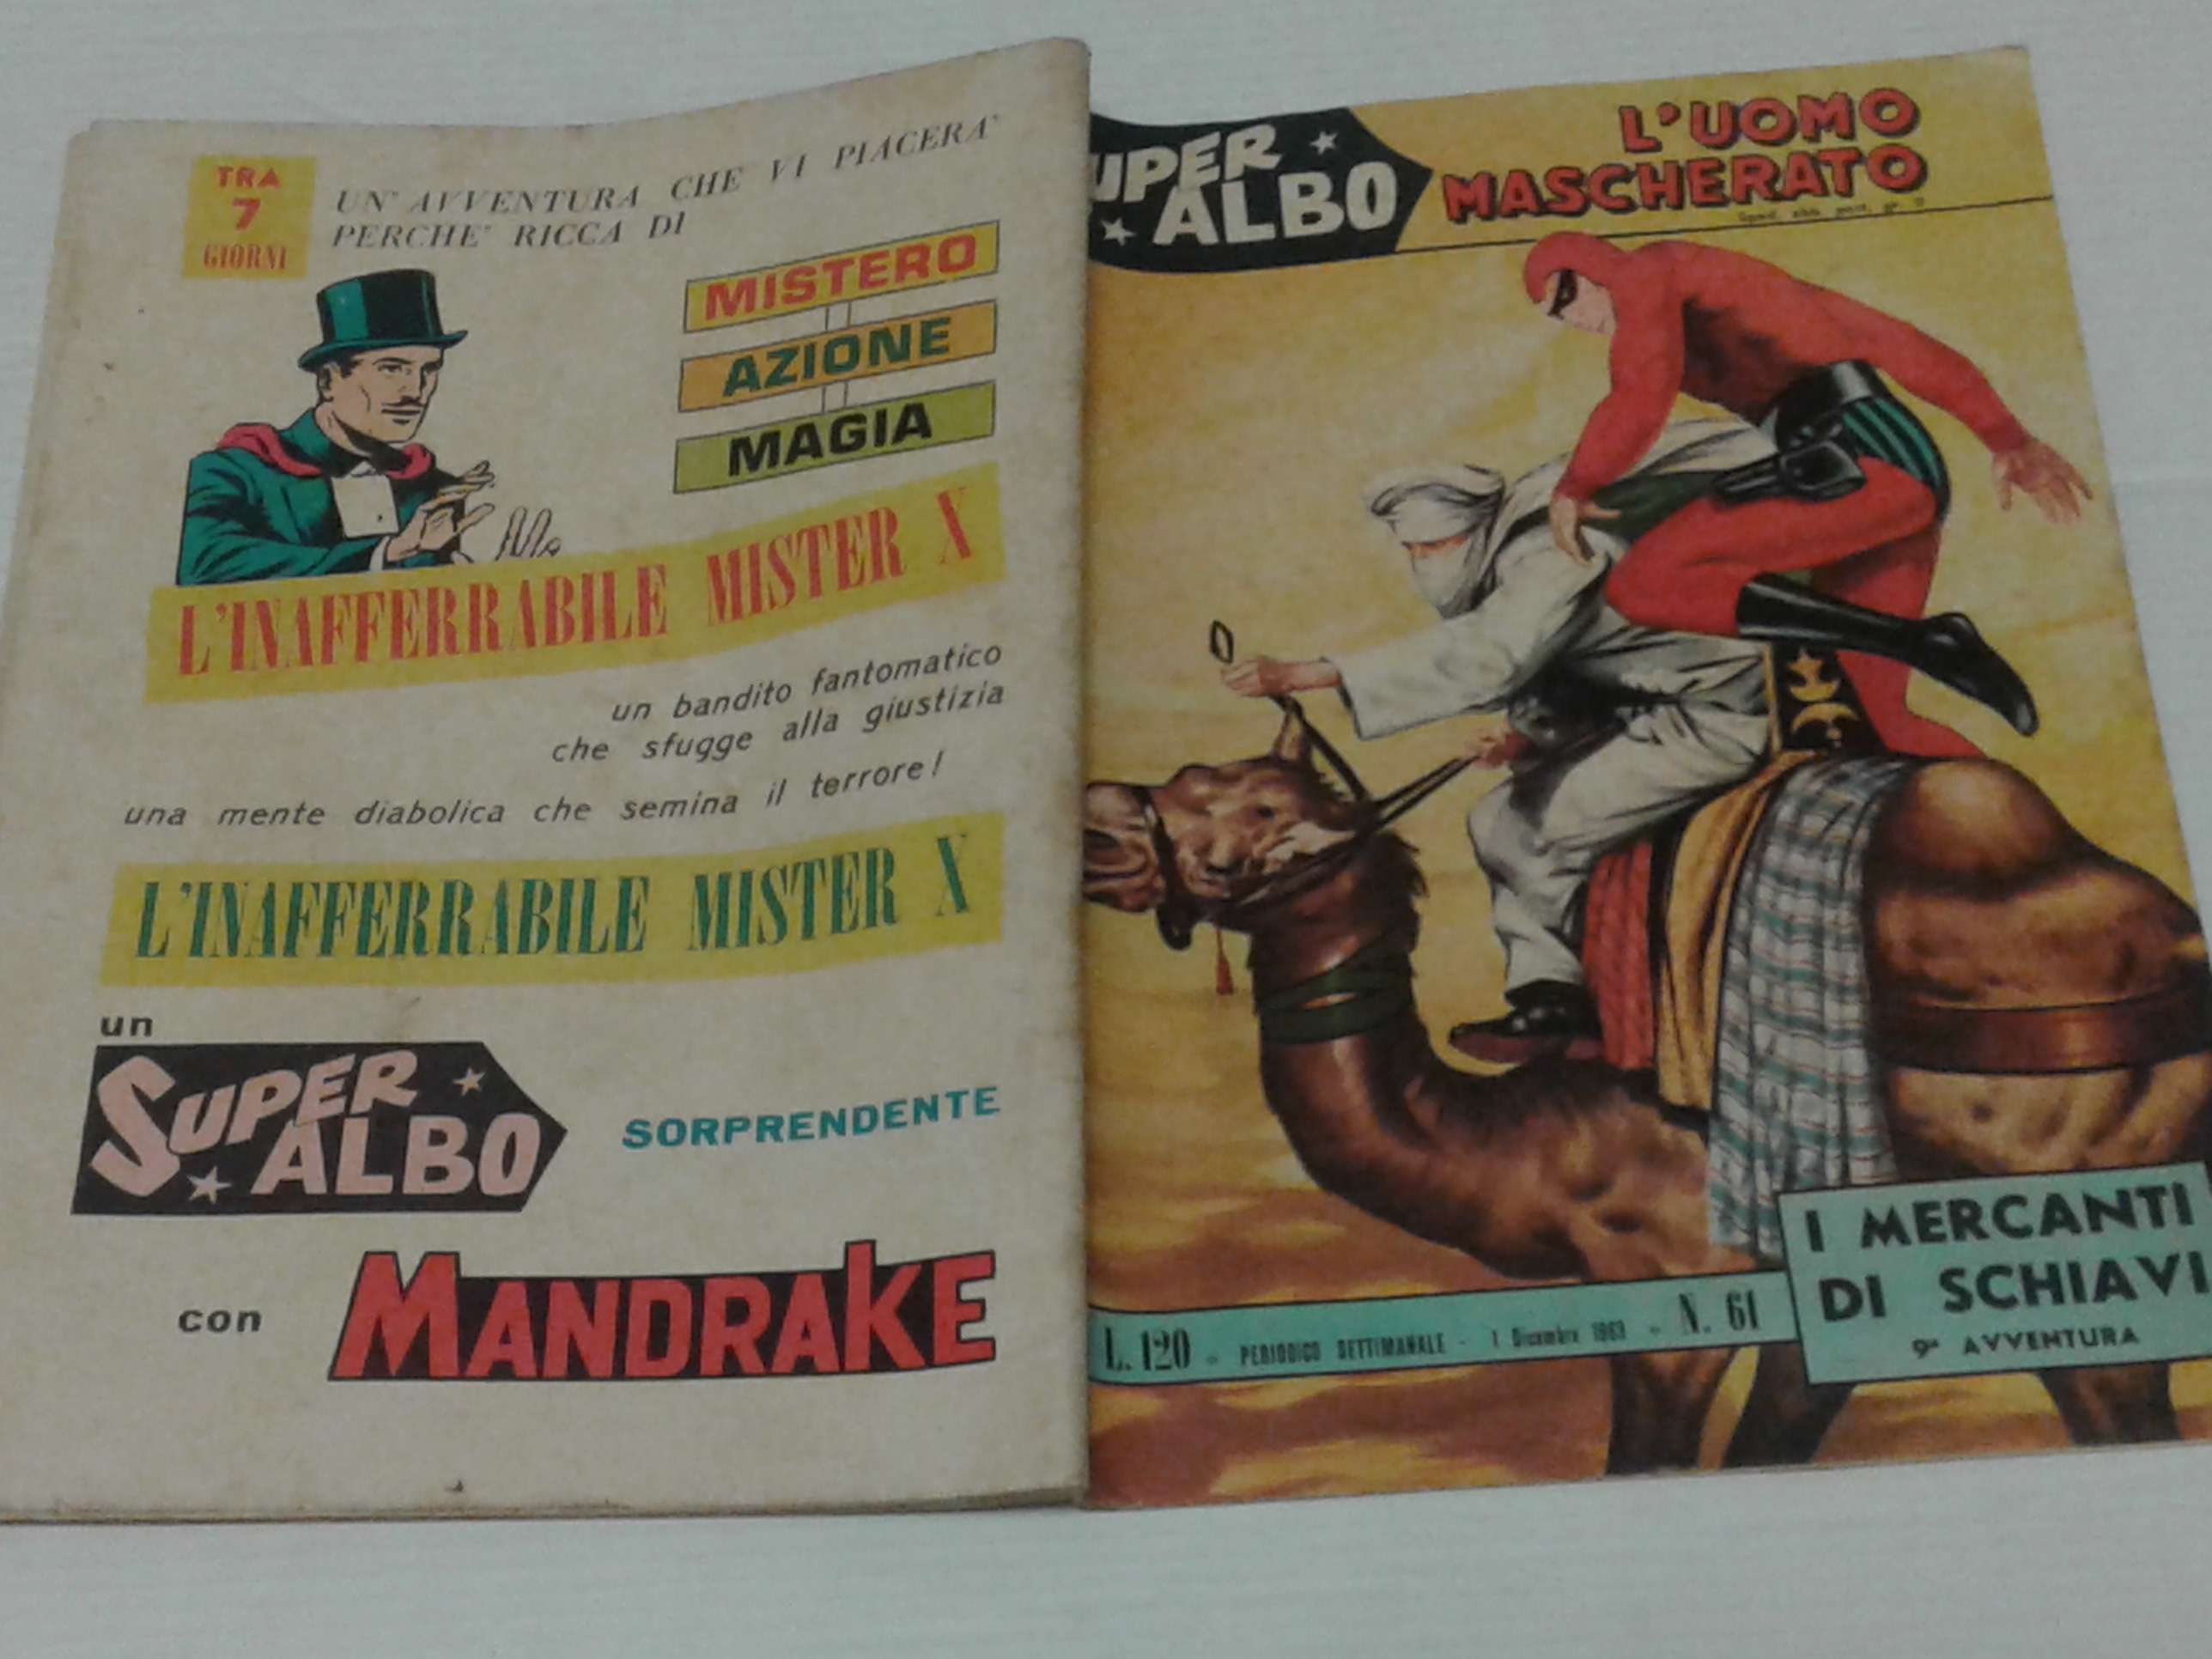 TRA
7
GIORNI
UN' AVVENTURA CHE VI PIACERA'
PERCHE' RICCA DI
MISTERO
AZIONE
MAGIA
L'INAFFERRABILE MISTER X
un bandito fantomatico
che sfugge alla giustizia
una mente diabolica che semina il terrore!
L'INAFFERRABILE MISTER X
un
SUPER
ALBO
SORPRENDENTE
con
MANDRAKE
UPER
ALBO
L'UOMO
MASCHERATO
I MERCANTI
DI SCHIAVI
9ª AVVENTURA
L. 120 - PERIODICO SETTIMANALE - 1 Dicembre 1963 - N. 61